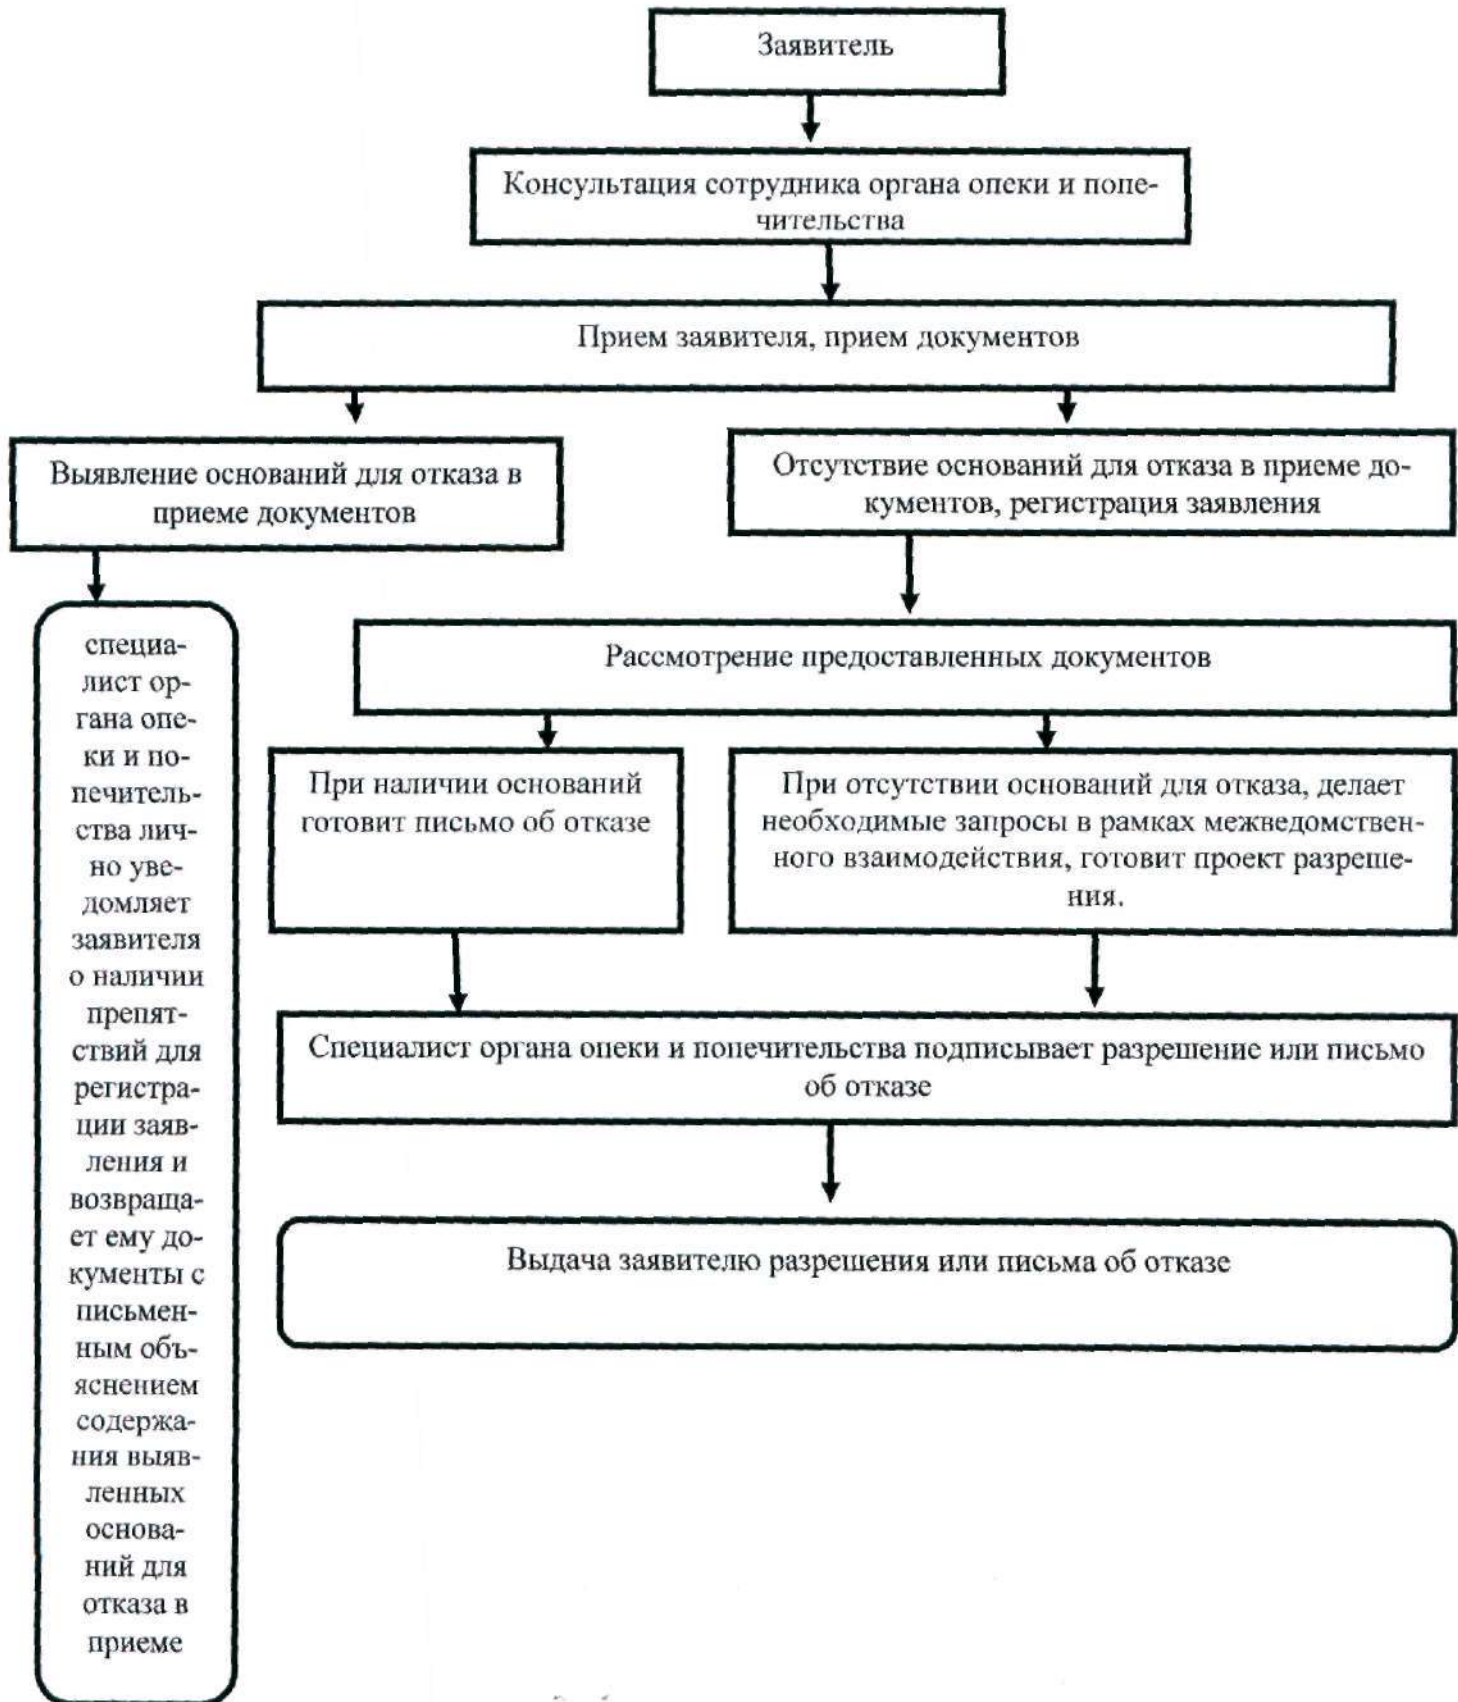 Заявитель
Консультация сотрудника органа опеки и попе-
чительства
Прием заявителя, прием документов
Выявление оснований для отказа в
приеме документов
Отсутствие оснований для отказа в приеме до-
кументов, регистрация заявления
специа-
лист ор-
гана опе-
ки и по-
печитель-
ства лич-
но уве-
домляет
заявителя
о наличии
препят-
ствий для
регистра-
ции заяв-
ления и
возвраща-
ет ему до-
кументы с
письмен-
ным объ-
яснением
содержа-
ния выяв-
ленных
основа-
ний для
отказа в
приеме
Рассмотрение предоставленных документов
При наличии оснований
готовит письмо об отказе
При отсутствии оснований для отказа, делает
необходимые запросы в рамках межведомствен-
ного взаимодействия, готовит проект разреше-
ния.
Специалист органа опеки и попечительства подписывает разрешение или письмо
об отказе
Выдача заявителю разрешения или письма об отказе